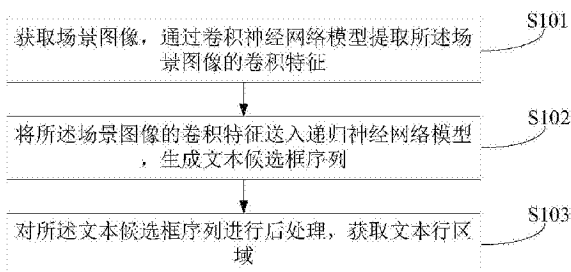 S101
获取场景图像，通过卷积神经网络模型提取所述场
景图像的卷积特征
S102
将所述场景图像的卷积特征送入递归神经网络模型
，生成文本候选框序列
S103
对所述文本候选框序列进行后处理，获取文本行区
域